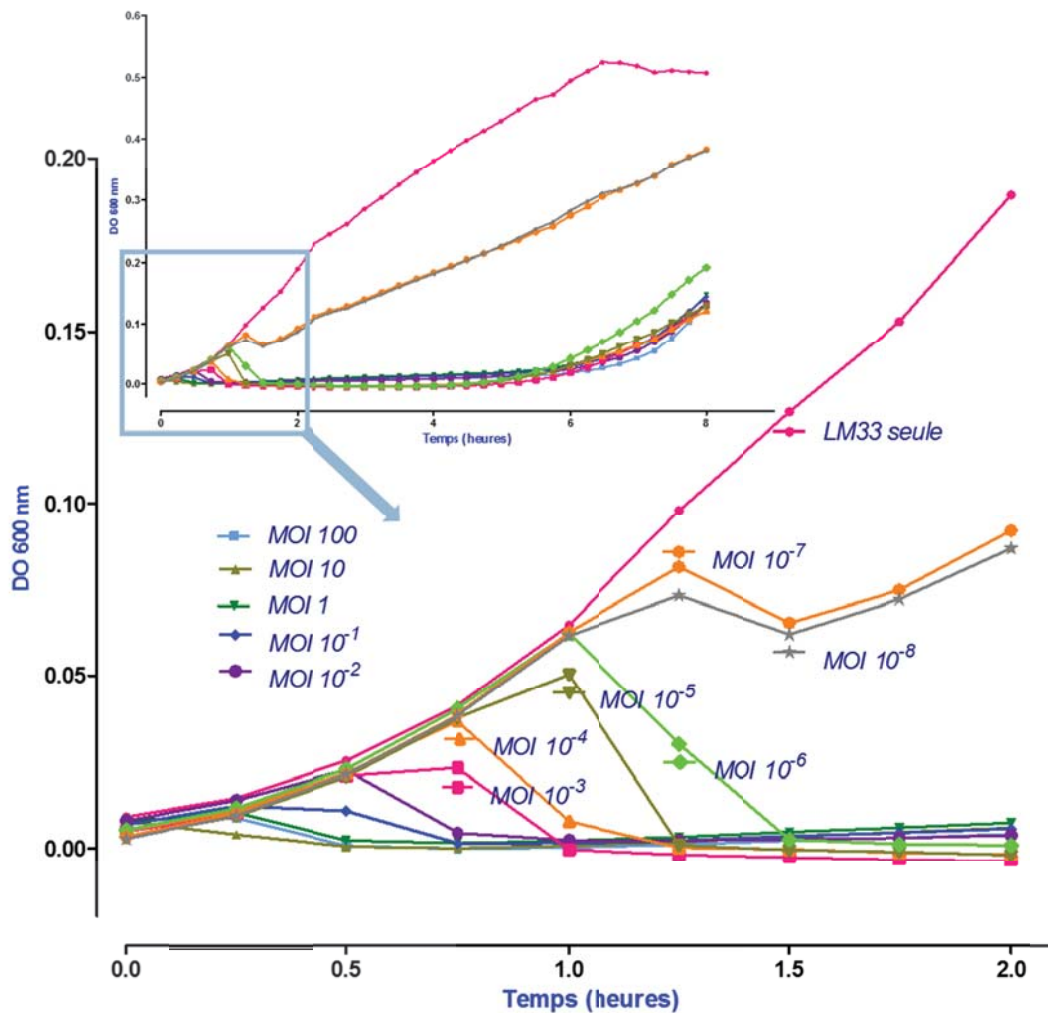 0.6
0.5
0.4
0.3
0.2
0.1
0.0
DO 600 nm
0 2 4 6 8
Temps (heures)
0.20
0.15
0.10
0.05
0.00
DO 600 nm
LM33 seule
MOI 100
MOI 10
MOI 1
MOI 10⁻¹
MOI 10⁻²
MOI 10⁻⁷
MOI 10⁻⁸
MOI 10⁻⁵
MOI 10⁻⁴
MOI 10⁻⁶
MOI 10⁻³
0.0 0.5 1.0 1.5 2.0
Temps (heures)